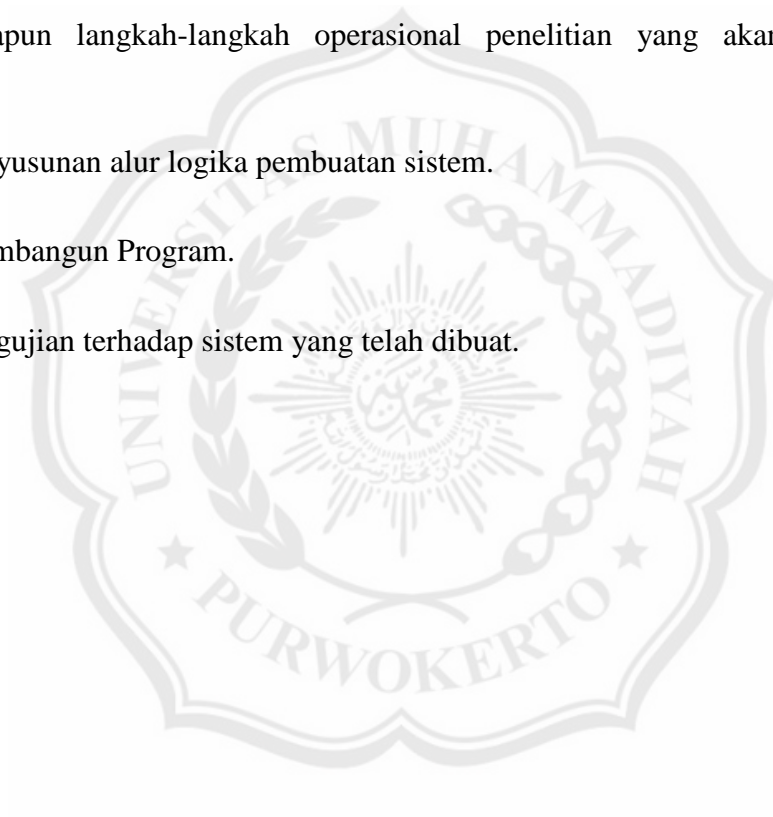 apun langkah-langkah operasional penelitian yang akan
yusunan alur logika pembuatan sistem.
mbangun Program.
gujian terhadap sistem yang telah dibuat.
UNIVERSITAS MUHAMMADIYAH
PURWOKERTO